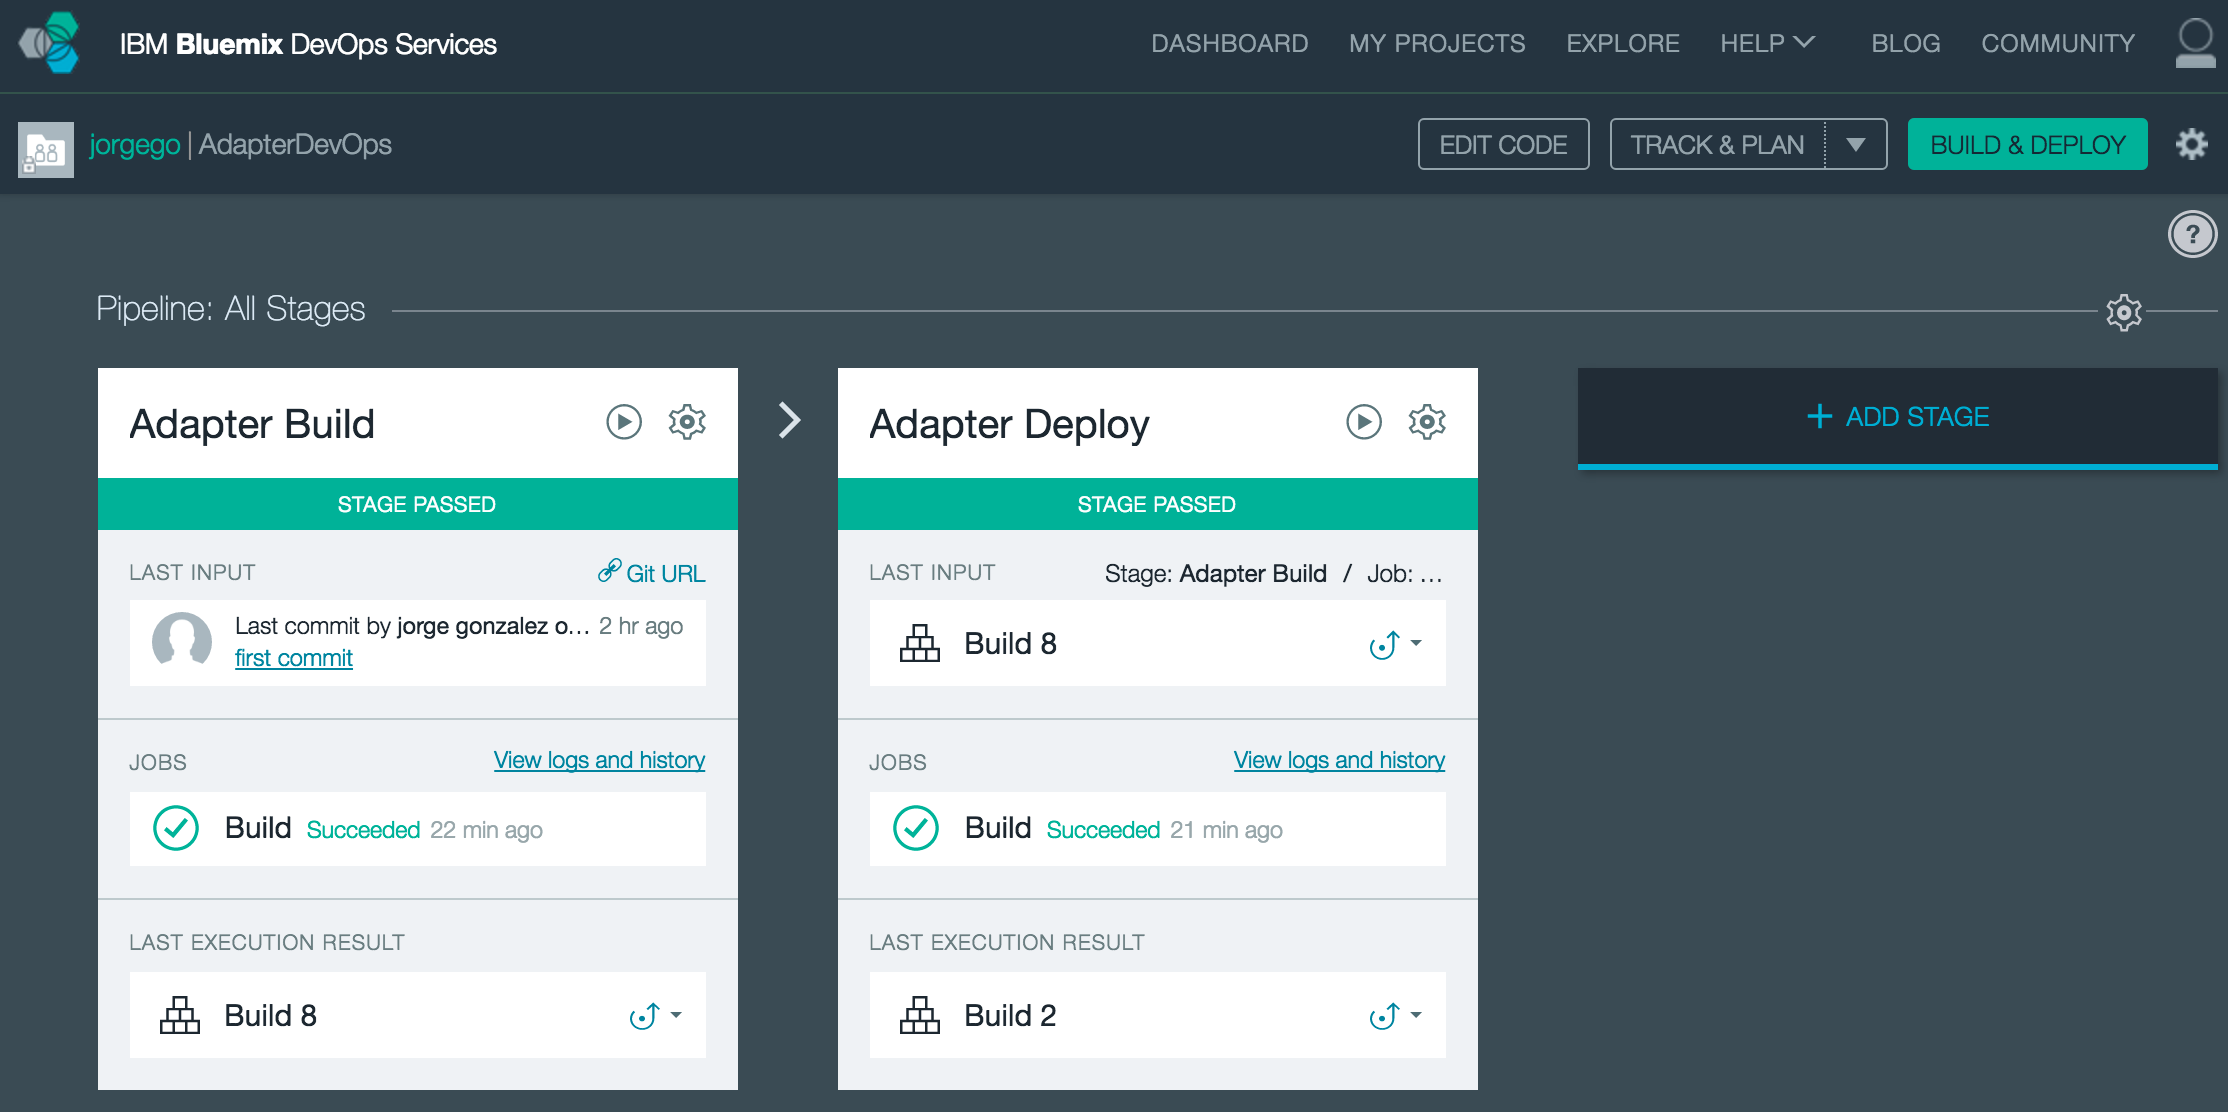 IBM Bluemix DevOps Services
DASHBOARD MY PROJECTS EXPLORE HELP BLOG COMMUNITY
jorgego | AdapterDevOps
EDIT CODE TRACK & PLAN BUILD & DEPLOY
?
Pipeline: All Stages
Adapter Build
STAGE PASSED
LAST INPUT Git URL
Last commit by jorge gonzalez o... 2 hr ago
first commit
JOBS View logs and history
Build Succeeded 22 min ago
LAST EXECUTION RESULT
Build 8
Adapter Deploy
STAGE PASSED
LAST INPUT Stage: Adapter Build / Job: ...
Build 8
JOBS View logs and history
Build Succeeded 21 min ago
LAST EXECUTION RESULT
Build 2
+ ADD STAGE